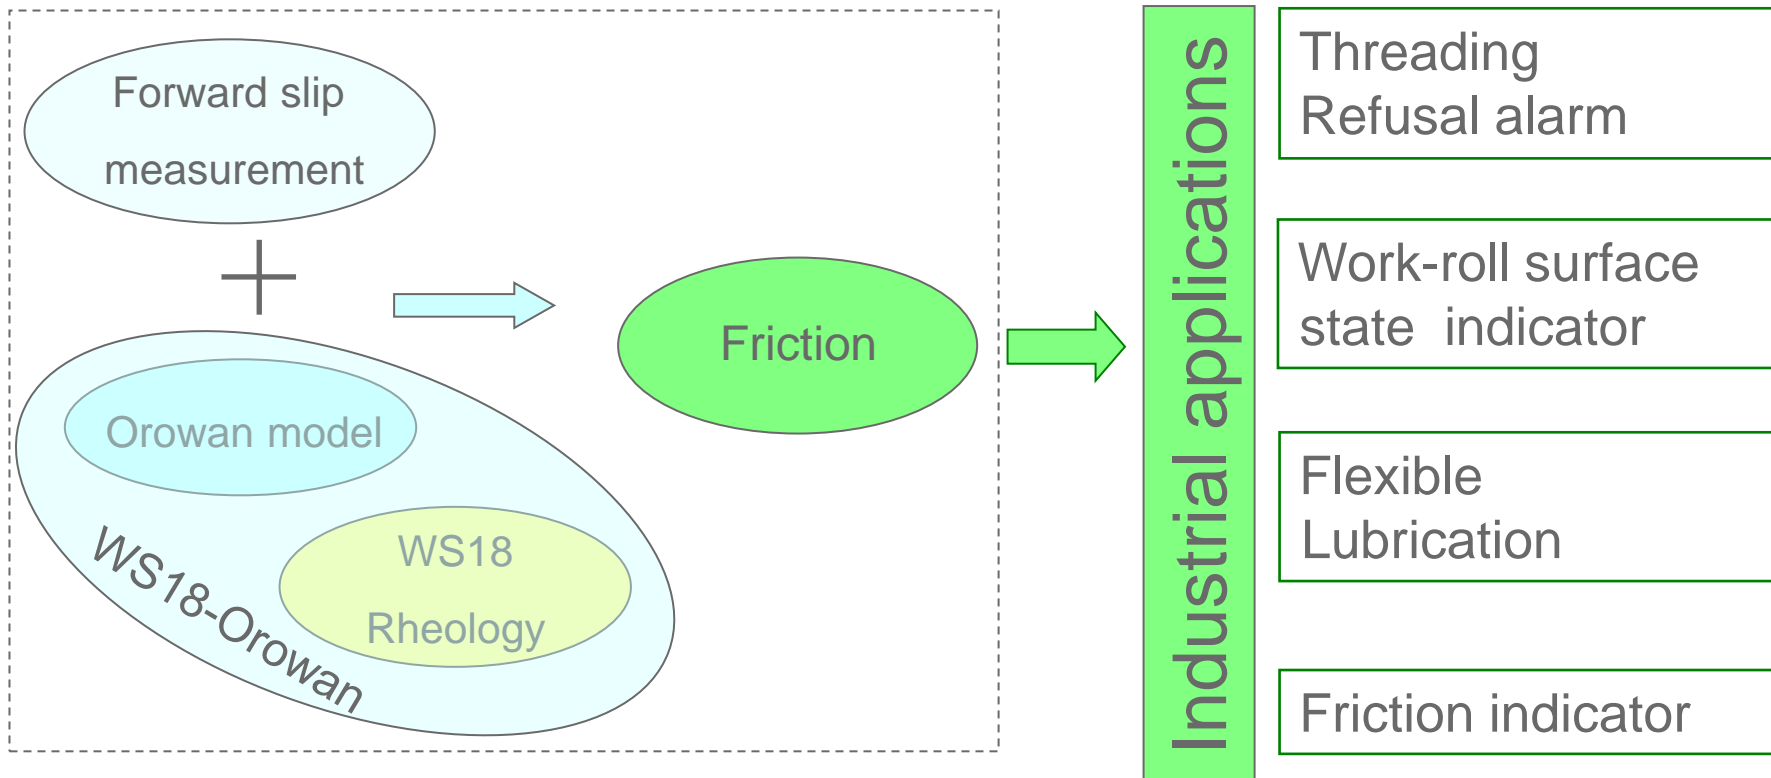 Forward slip
measurement
+
Orowan model
WS18
Rheology
WS18-Orowan
Friction
Industrial applications
Threading
Refusal alarm
Work-roll surface
state indicator
Flexible
Lubrication
Friction indicator